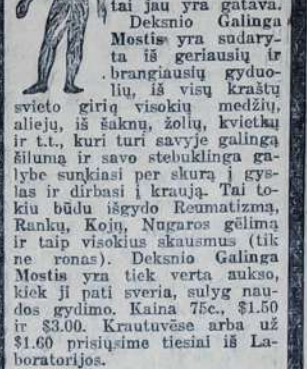 tai jau yra gatava.
Deksnio Galinga
Mostis yra sudary-
ta iš geriausių ir
brangiausių gyduo-
lių, iš visų kraštų
svieto girių visokių medžių,
aliejų, iš šaknų, žolių, kvietkų
ir t.t., kuri turi savyje galingą
šilumą ir savo stebuklinga ga-
lybe sunkiasi per skurą į gys-
las ir dirbasi į kraują. Tai to-
kiu būdu išgydo Reumatizmą,
Rankų, Kojų, Nugaros gėlimą
ir taip visokius skausmus (tik
ne ronas). Deksnio Galinga
Mostis yra tiek verta aukso,
kiek ji pati sveria, sulyg nau-
dos gydimo. Kaina 75c., $1.50
ir $3.00. Krautuvėse arba už
$1.60 prisiųsime tiesiai iš La-
boratorijos.